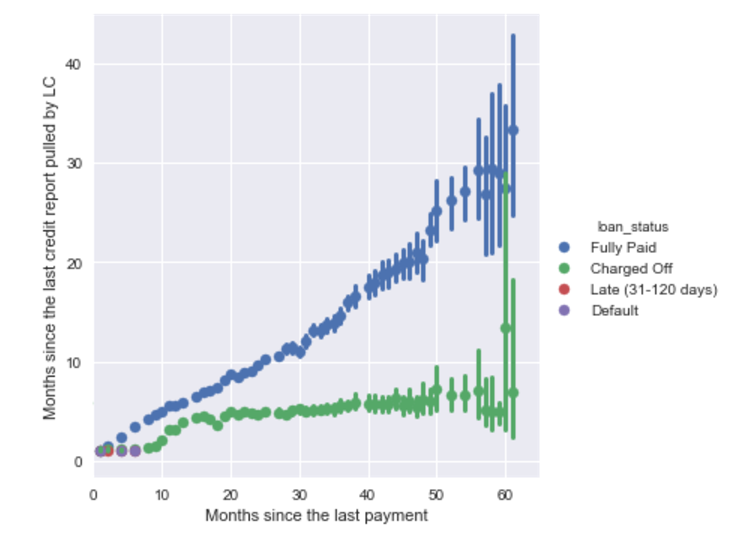 40
30
20
10
0
0 10 20 30 40 50 60
Months since the last credit report pulled by LC
Months since the last payment
loan_status
Fully Paid
Charged Off
Late (31-120 days)
Default